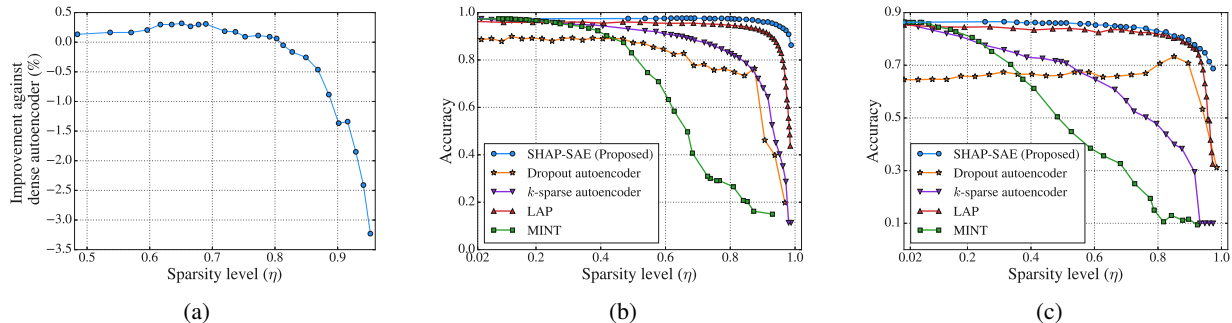 Improvement against
dense autoencoder (%)
0.5
0.0
−0.5
−1.0
−1.5
−2.0
−2.5
−3.0
−3.5
0.5 0.6 0.7 0.8 0.9
Sparsity level (η)
(a)
Accuracy
1.0
0.8
0.6
0.4
0.2
0.0
SHAP-SAE (Proposed)
Dropout autoencoder
k-sparse autoencoder
LAP
MINT
0.02 0.2 0.4 0.6 0.8 1.0
Sparsity level (η)
(b)
Accuracy
0.9
0.7
0.5
0.3
0.1
SHAP-SAE (Proposed)
Dropout autoencoder
k-sparse autoencoder
LAP
MINT
0.02 0.2 0.4 0.6 0.8 1.0
Sparsity level (η)
(c)